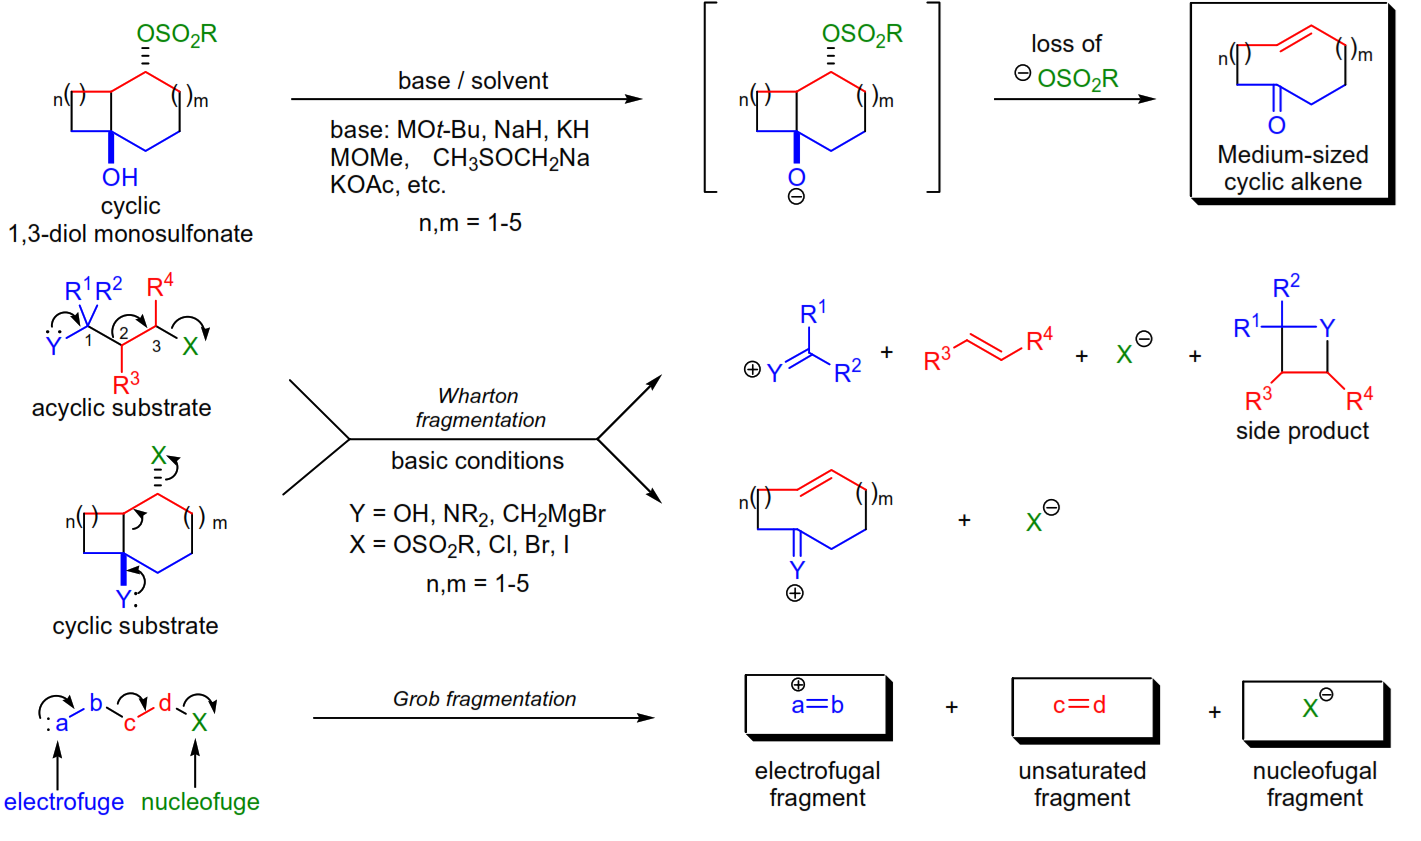 OSO2R
n( ) ( )m
OH
cyclic
1,3-diol monosulfonate
base / solvent
base: MOt-Bu, NaH, KH
MOMe, CH3SOCH2Na
KOAc, etc.
n,m = 1-5
OSO2R
n( ) ( )m
O
⊖
loss of
⊖ OSO2R
n( ) ( )m
O
Medium-sized
cyclic alkene
R1 R2 R4
Y: 1 2 3 X
R3
acyclic substrate
X
n( ) ( ) m
Y:
cyclic substrate
Wharton
fragmentation
basic conditions
Y = OH, NR2, CH2MgBr
X = OSO2R, Cl, Br, I
n,m = 1-5
R1
⊕ Y R2 + R3 R4 + X⊖ +
R2
R1 Y
R3 R4
side product
n( ) ( )m
Y
⊕
+ X⊖
:a b c d X
electrofuge nucleofuge
Grob fragmentation
⊕
a=b + c=d + X⊖
electrofugal
fragment
unsaturated
fragment
nucleofugal
fragment